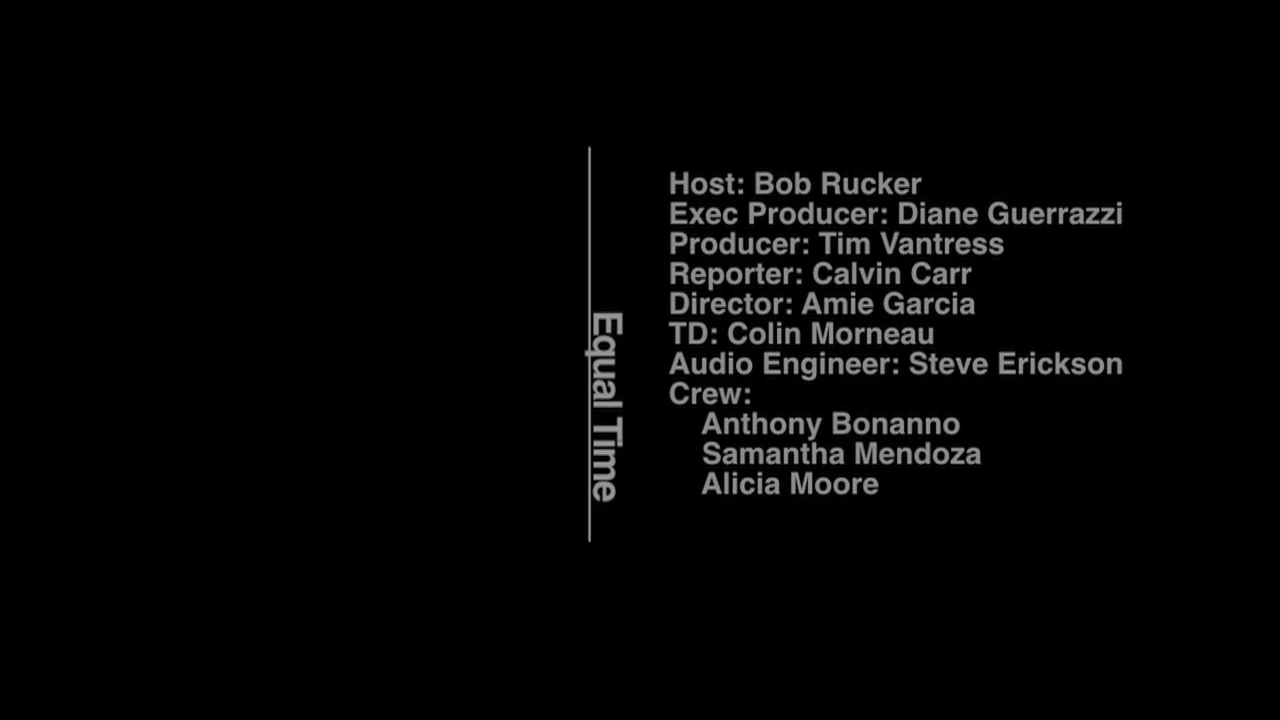 Equal Time
Host: Bob Rucker
Exec Producer: Diane Guerrazzi
Producer: Tim Vantress
Reporter: Calvin Carr
Director: Amie Garcia
TD: Colin Morneau
Audio Engineer: Steve Erickson
Crew:
Anthony Bonanno
Samantha Mendoza
Alicia Moore